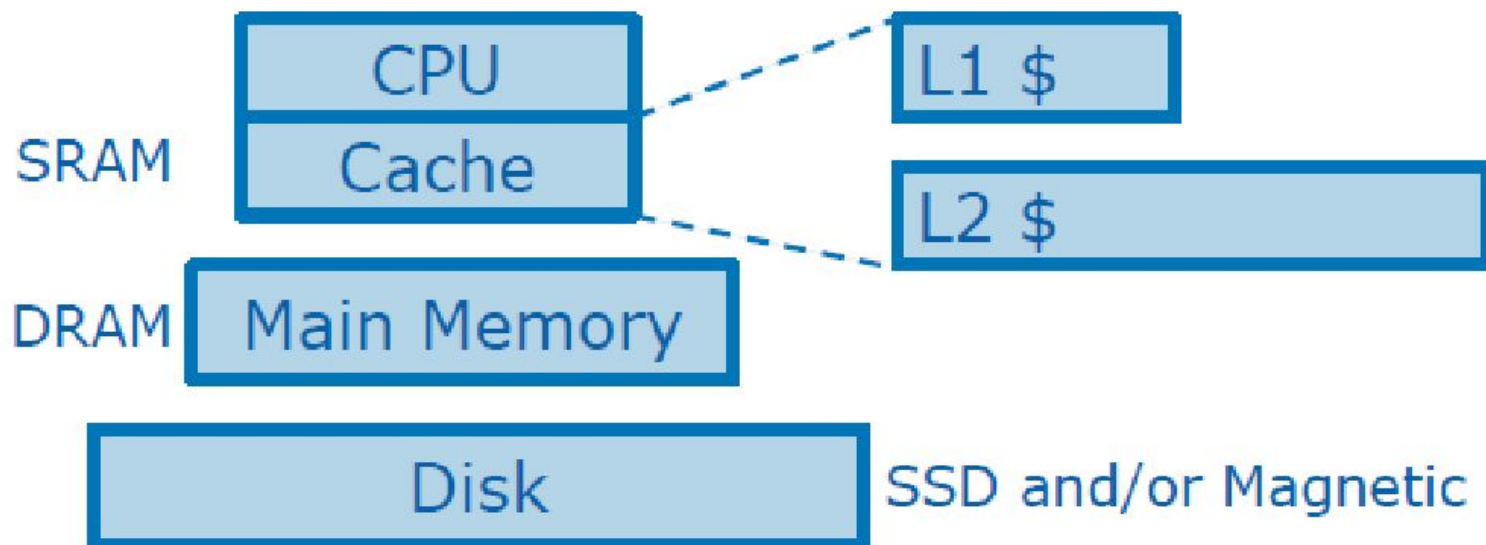 CPU
L1 $
SRAM
Cache
L2 $
DRAM
Main Memory
Disk
SSD and/or Magnetic